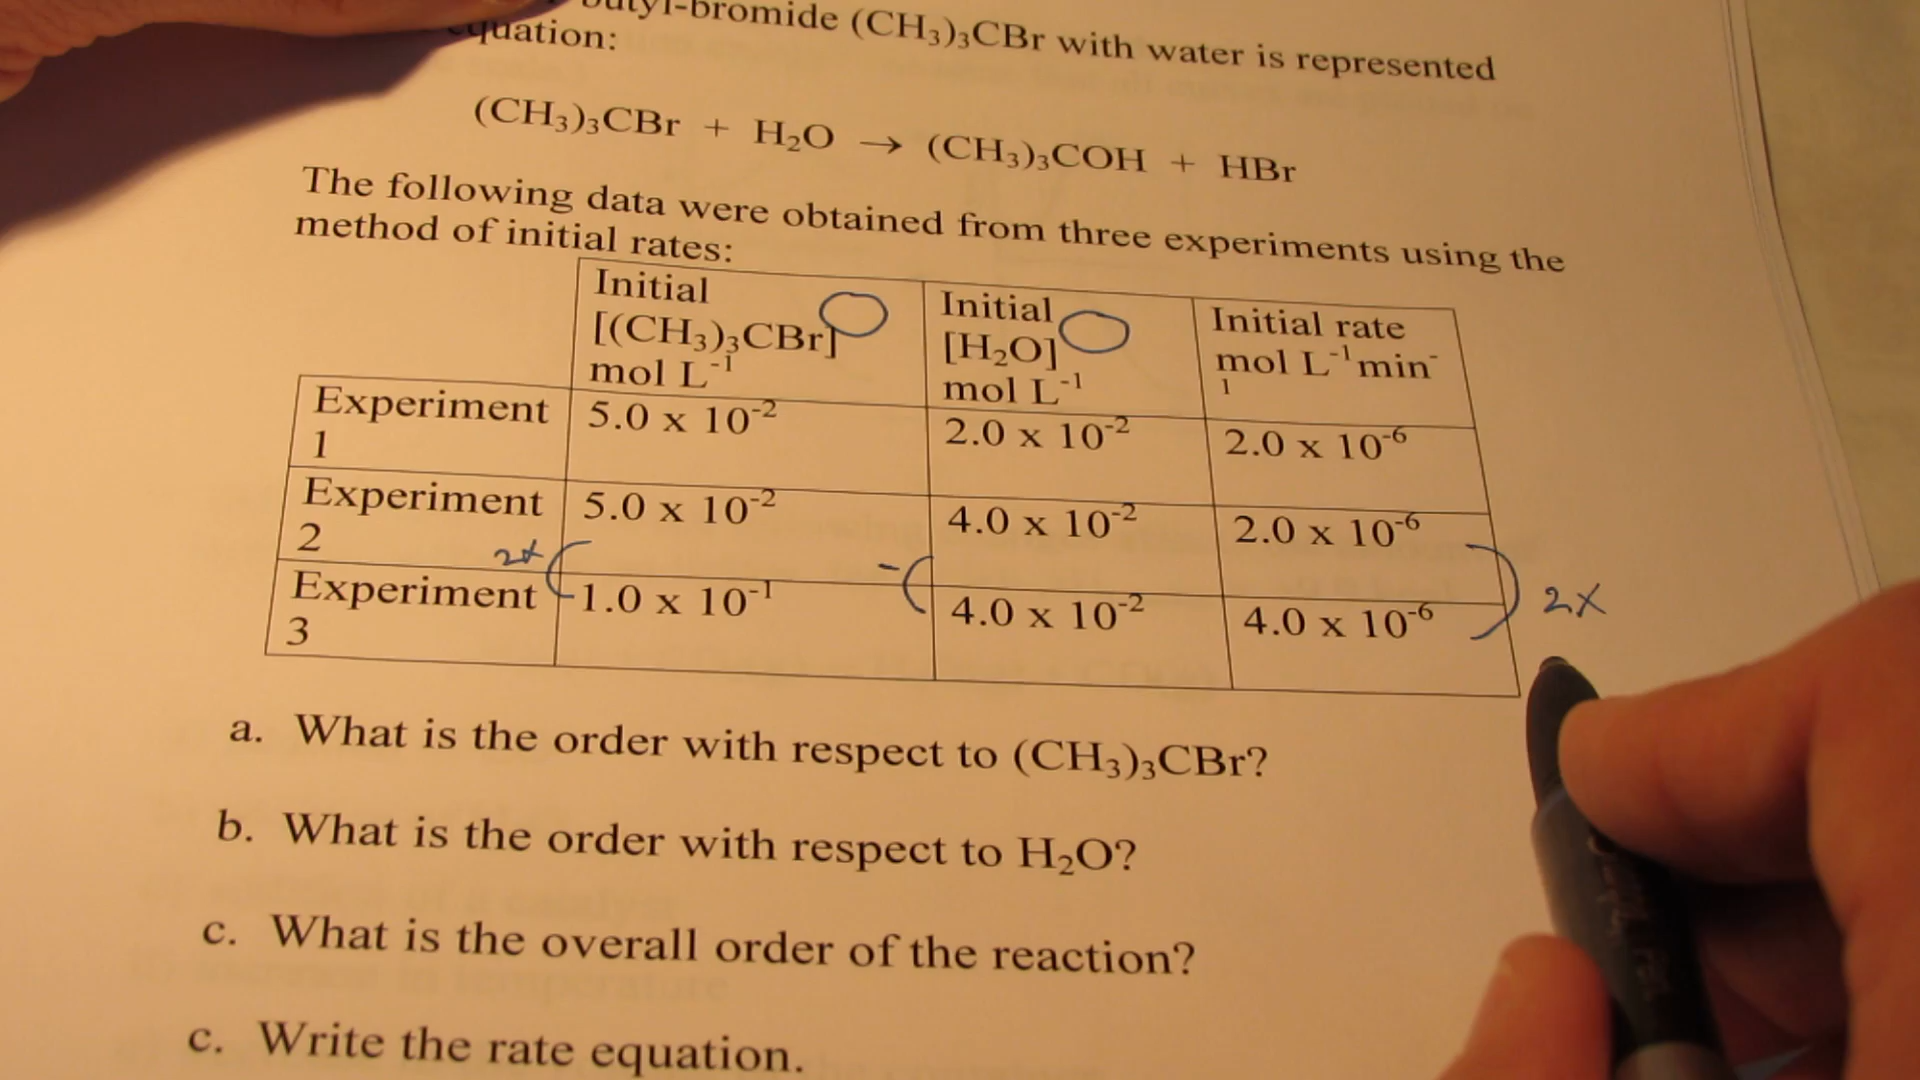 butyl-bromide (CH₃)₃CBr with water is represented
equation:
(CH₃)₃CBr + H₂O → (CH₃)₃COH + HBr
The following data were obtained from three experiments using the
method of initial rates:
Initial [(CH₃)₃CBr] mol L⁻¹ Initial [H₂O] mol L⁻¹ Initial rate mol L⁻¹min⁻¹
Experiment 1 5.0 x 10⁻² 2.0 x 10⁻² 2.0 x 10⁻⁶
Experiment 2 5.0 x 10⁻² 4.0 x 10⁻² 2.0 x 10⁻⁶
2x - 2x
Experiment 3 1.0 x 10⁻¹ 4.0 x 10⁻² 4.0 x 10⁻⁶
a. What is the order with respect to (CH₃)₃CBr?
b. What is the order with respect to H₂O?
c. What is the overall order of the reaction?
c. Write the rate equation.